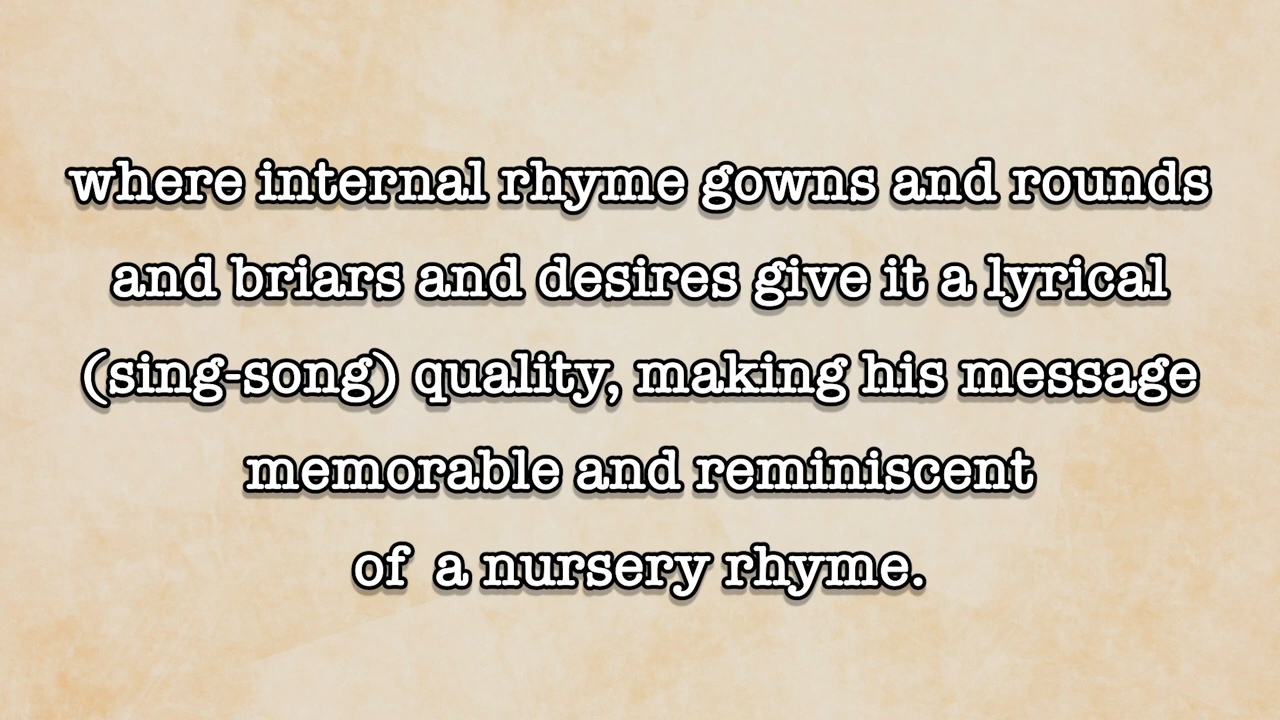 where internal rhyme gowns and rounds
and briars and desires give it a lyrical
(sing-song) quality, making his message
memorable and reminiscent
of a nursery rhyme.